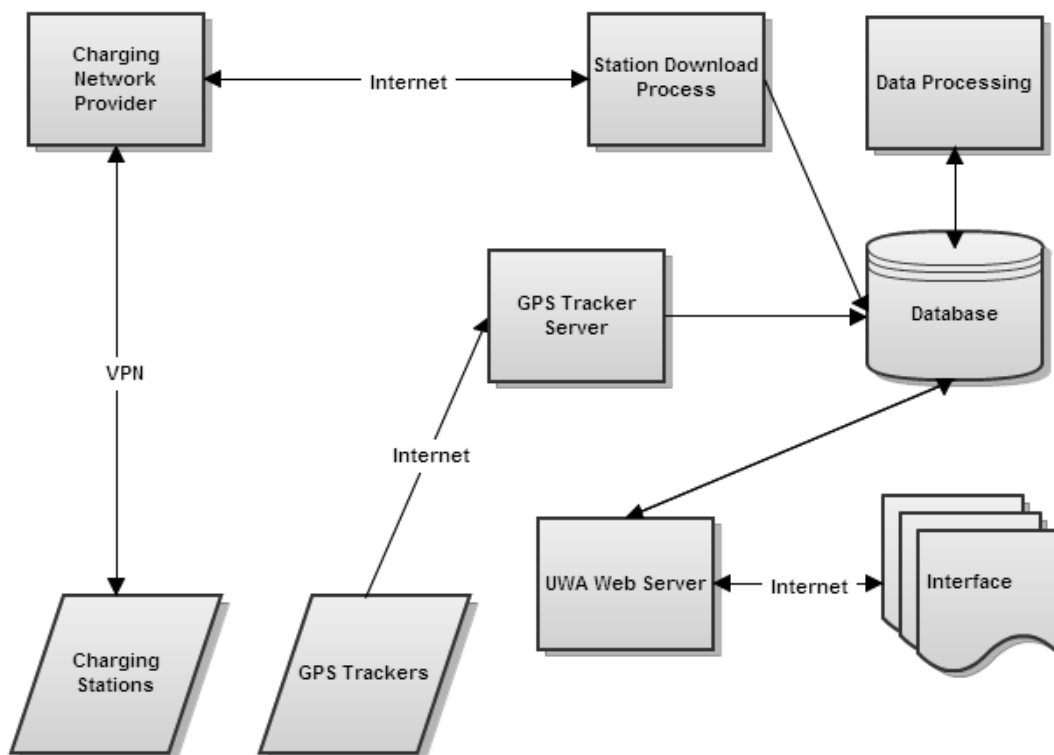 Charging
Network
Provider
Internet
Station Download
Process
Data Processing
GPS Tracker
Server
Database
VPN
Internet
UWA Web Server
Internet
Interface
Charging
Stations
GPS Trackers